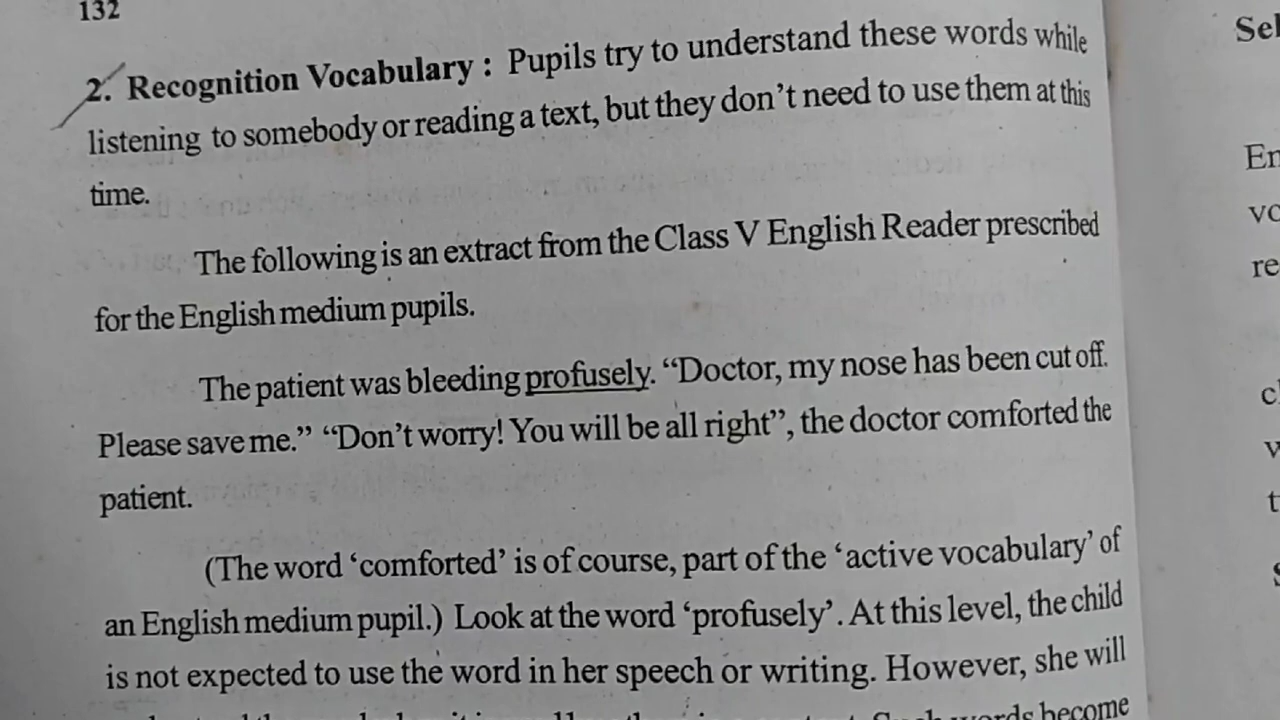 132
2. Recognition Vocabulary : Pupils try to understand these words while
listening to somebody or reading a text, but they don't need to use them at this
time.
The following is an extract from the Class V English Reader prescribed
for the English medium pupils.
The patient was bleeding profusely. “Doctor, my nose has been cut off.
Please save me.” “Don't worry! You will be all right”, the doctor comforted the
patient.
(The word ‘comforted’ is of course, part of the ‘active vocabulary’ of
an English medium pupil.) Look at the word ‘profusely’. At this level, the child
is not expected to use the word in her speech or writing. However, she will
words become